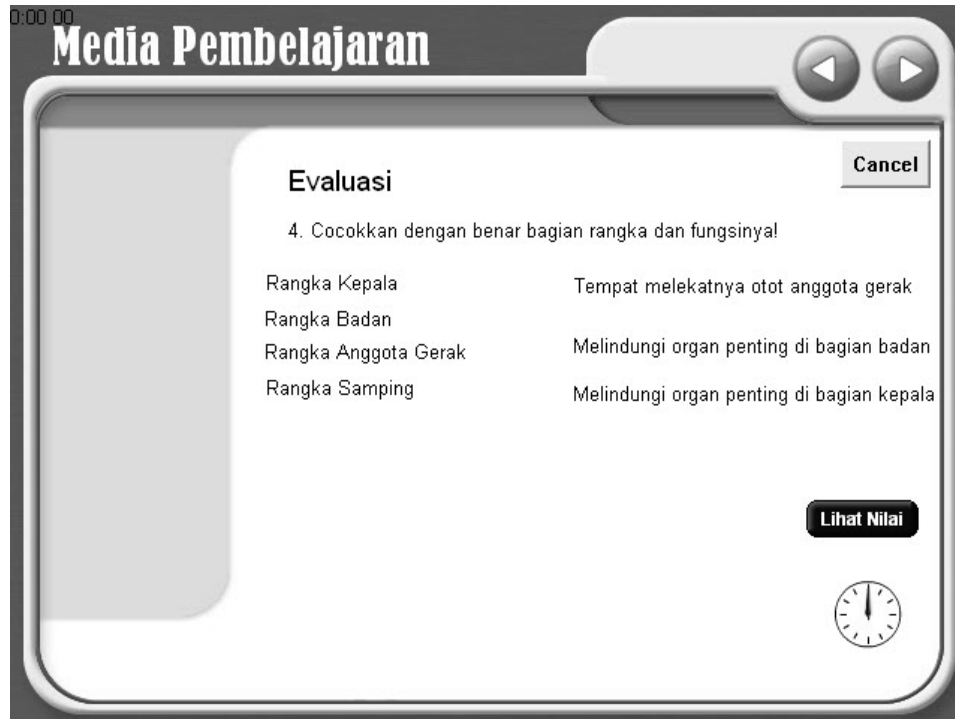 0:00 00
Media Pembelajaran
Cancel
Evaluasi
4. Cocokkan dengan benar bagian rangka dan fungsinya!
Rangka Kepala
Rangka Badan
Rangka Anggota Gerak
Rangka Samping
Tempat melekatnya otot anggota gerak
Melindungi organ penting di bagian badan
Melindungi organ penting di bagian kepala
Lihat Nilai